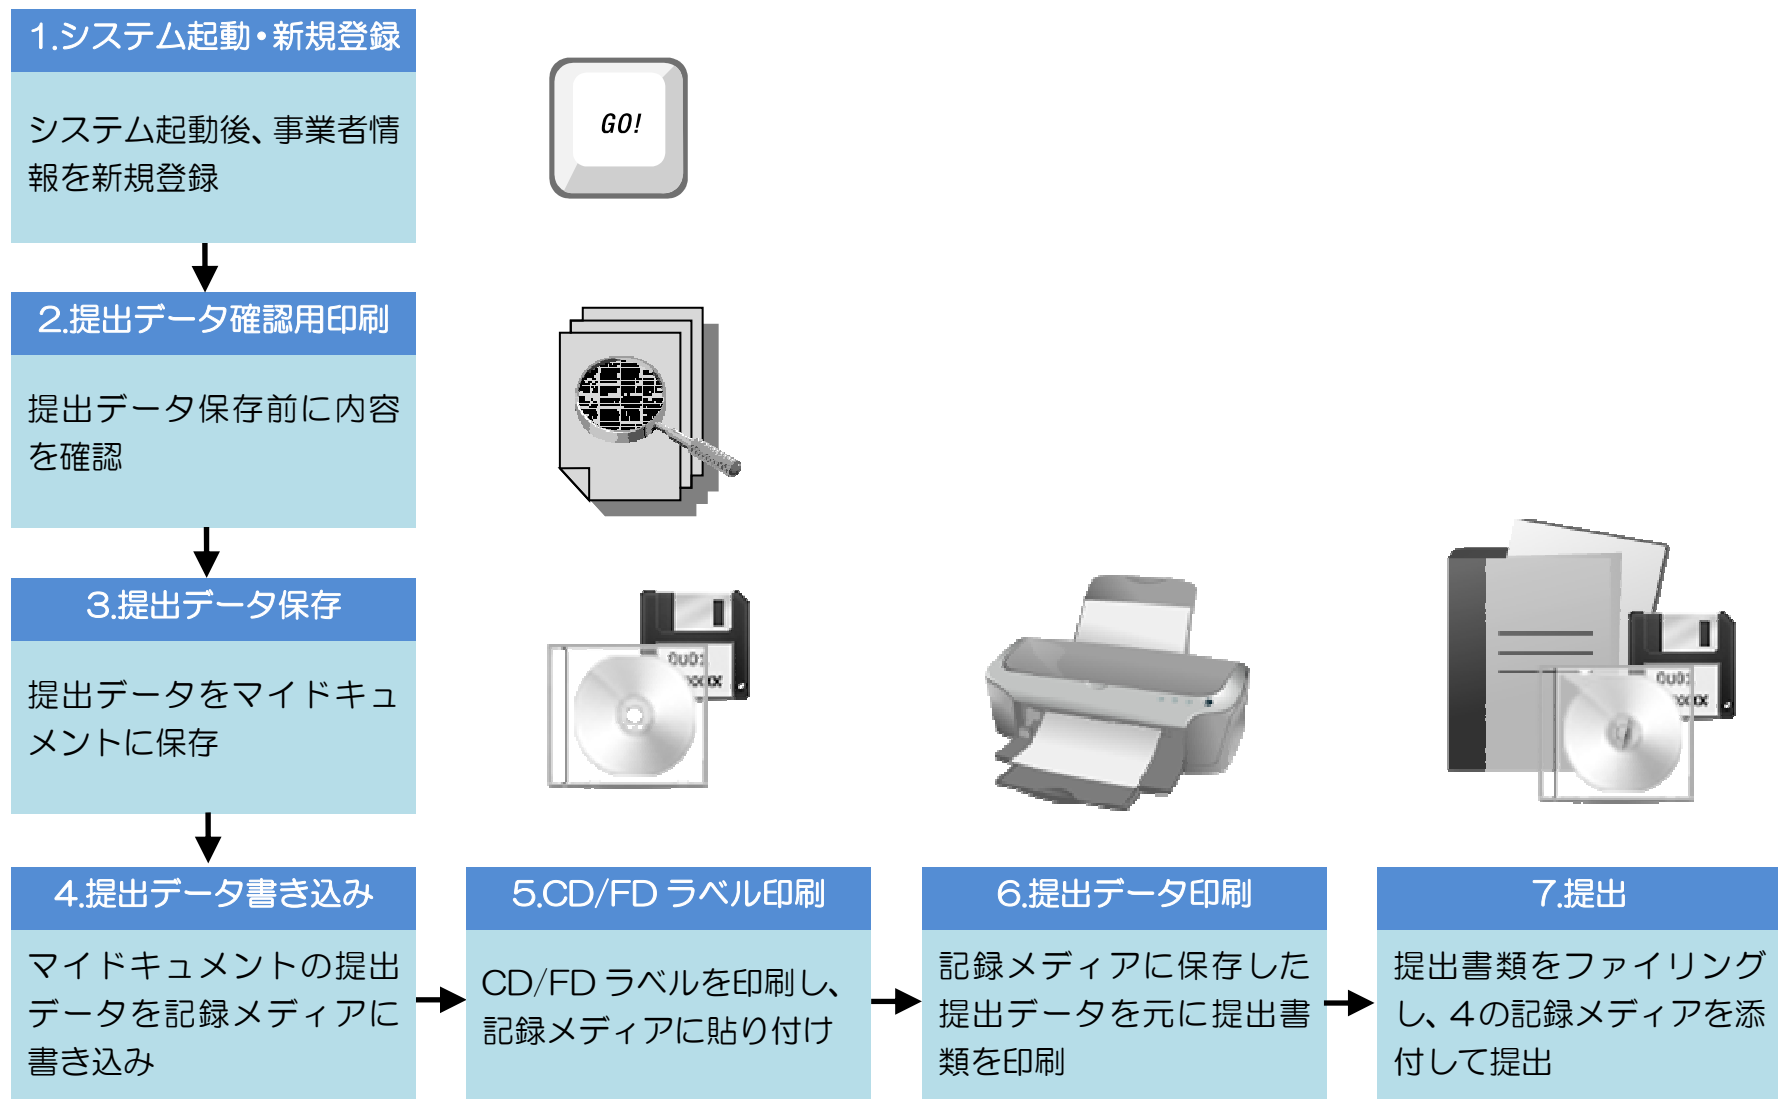 1.システム起動・新規登録
システム起動後、事業者情
報を新規登録
GO!
2.提出データ確認用印刷
提出データ保存前に内容
を確認
3.提出データ保存
提出データをマイドキュ
メントに保存
4.提出データ書き込み
マイドキュメントの提出
データを記録メディアに
書き込み
5.CD/FD ラベル印刷
CD/FD ラベルを印刷し、
記録メディアに貼り付け
6.提出データ印刷
記録メディアに保存した
提出データを元に提出書
類を印刷
7.提出
提出書類をファイリング
し、4の記録メディアを添
付して提出